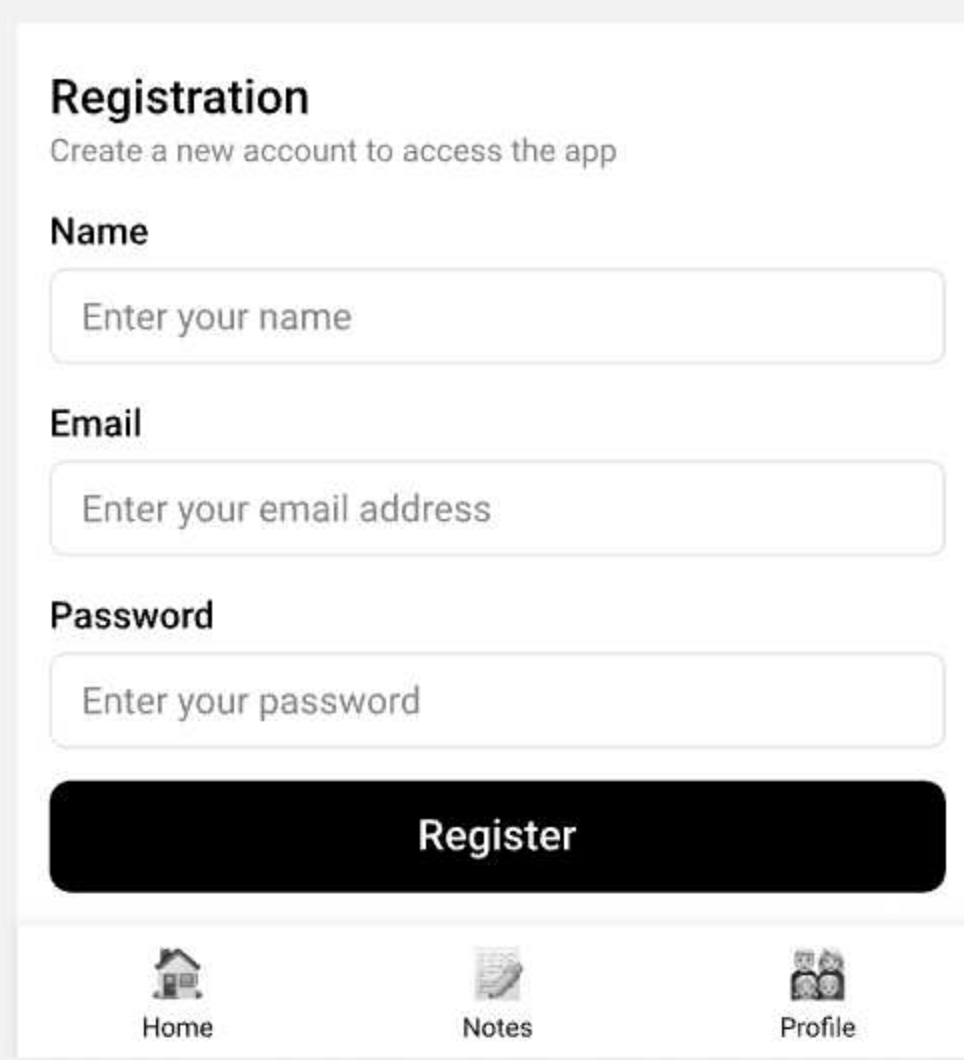 Registration
Create a new account to access the app
Name
Enter your name
Email
Enter your email address
Password
Enter your password
Register
Home
Notes
Profile